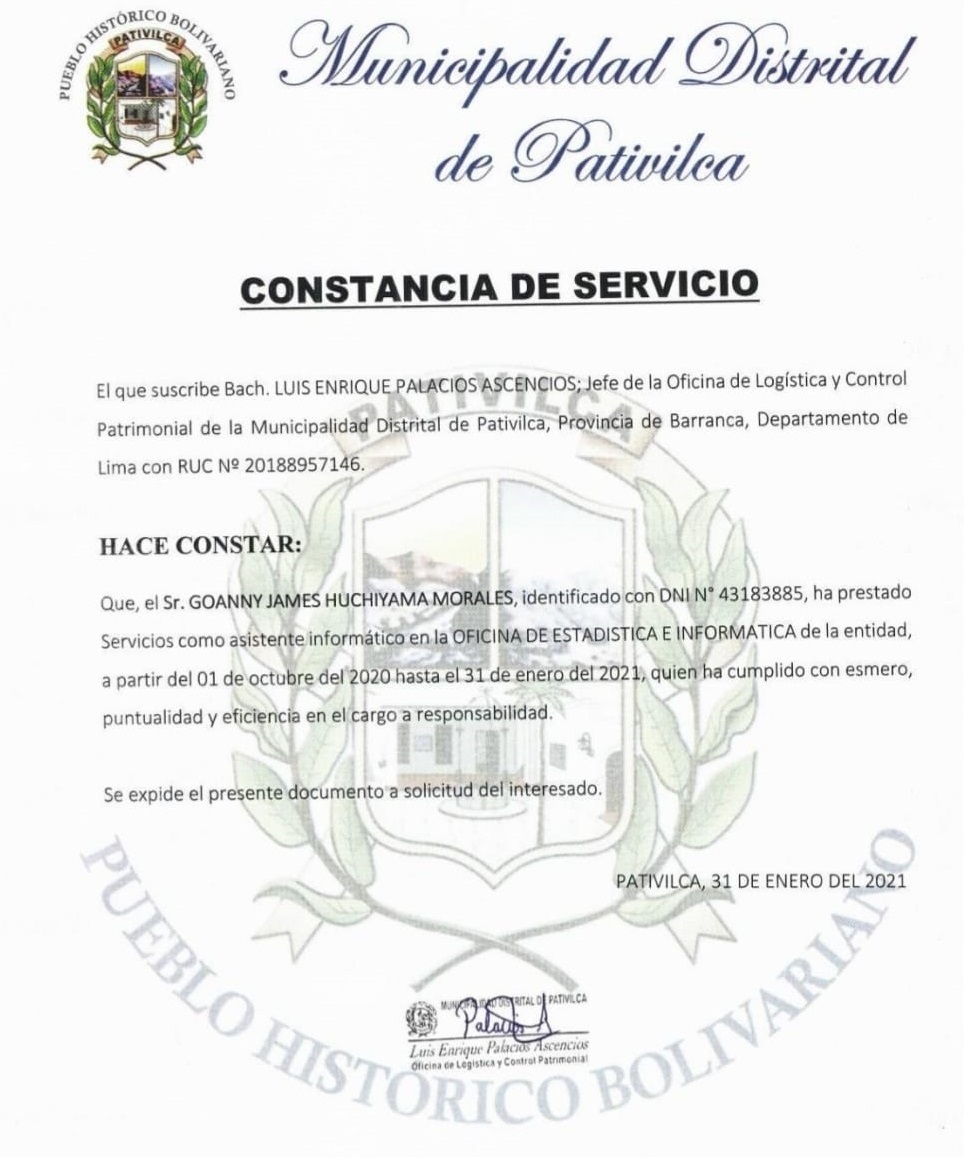 PUEBLO HISTÓRICO BOLIVARIANO
PATIVILCA
Municipalidad Distrital
de Pativilca
CONSTANCIA DE SERVICIO
El que suscribe Bach. LUIS ENRIQUE PALACIOS ASCENCIOS; Jefe de la Oficina de Logística y Control
Patrimonial de la Municipalidad Distrital de Pativilca, Provincia de Barranca, Departamento de
Lima con RUC Nº 20188957146.
HACE CONSTAR:
Que, el Sr. GOANNY JAMES HUCHIYAMA MORALES, identificado con DNI N° 43183885, ha prestado
Servicios como asistente informático en la OFICINA DE ESTADISTICA E INFORMATICA de la entidad,
a partir del 01 de octubre del 2020 hasta el 31 de enero del 2021, quien ha cumplido con esmero,
puntualidad y eficiencia en el cargo a responsabilidad.
Se expide el presente documento a solicitud del interesado.
PATIVILCA, 31 DE ENERO DEL 2021
MUNICIPALIDAD DISTRITAL DE PATIVILCA
Palacios A
Luis Enrique Palacios Ascencios
Oficina de Logística y Control Patrimonial
PATIVILCA
PUEBLO HISTORICO BOLIVARIANO